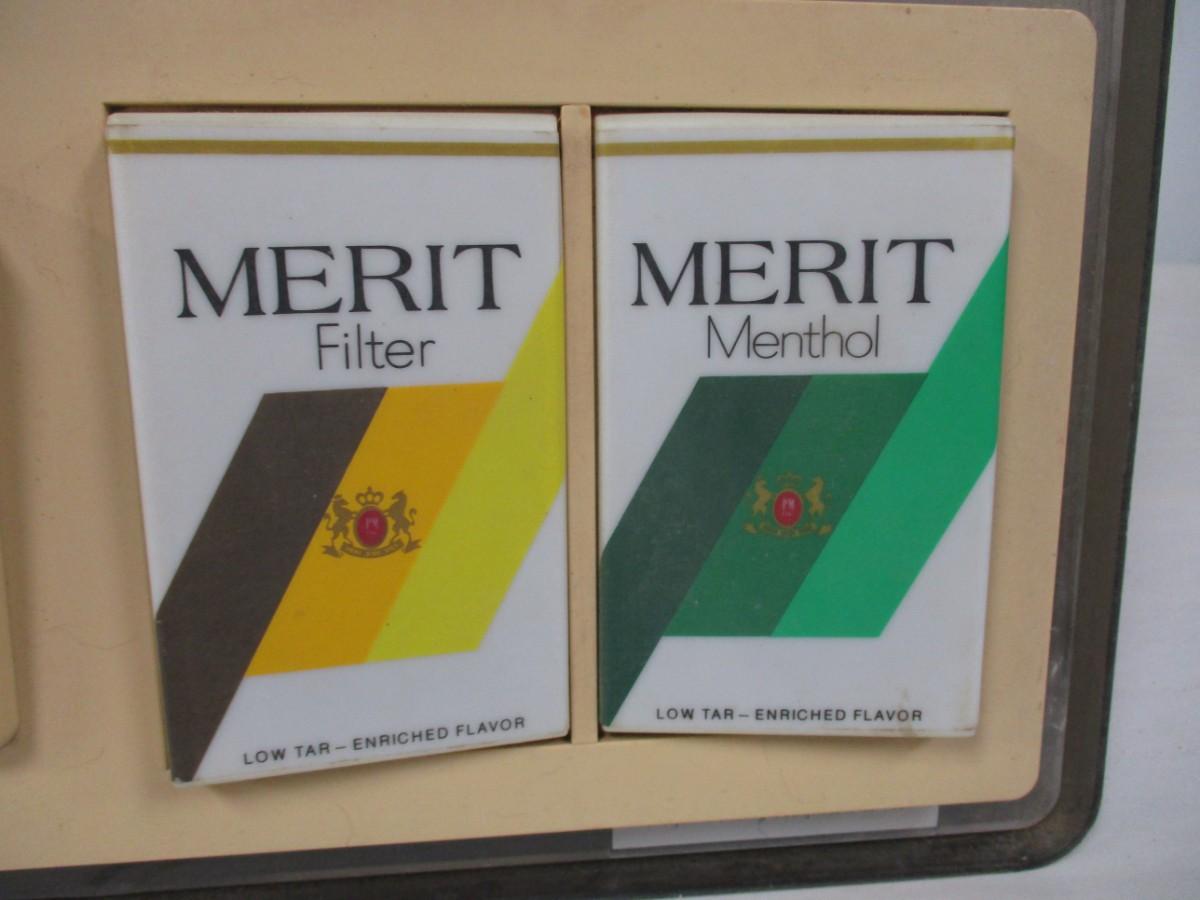 MERIT
Filter
LOW TAR – ENRICHED FLAVOR
MERIT
Menthol
LOW TAR – ENRICHED FLAVOR